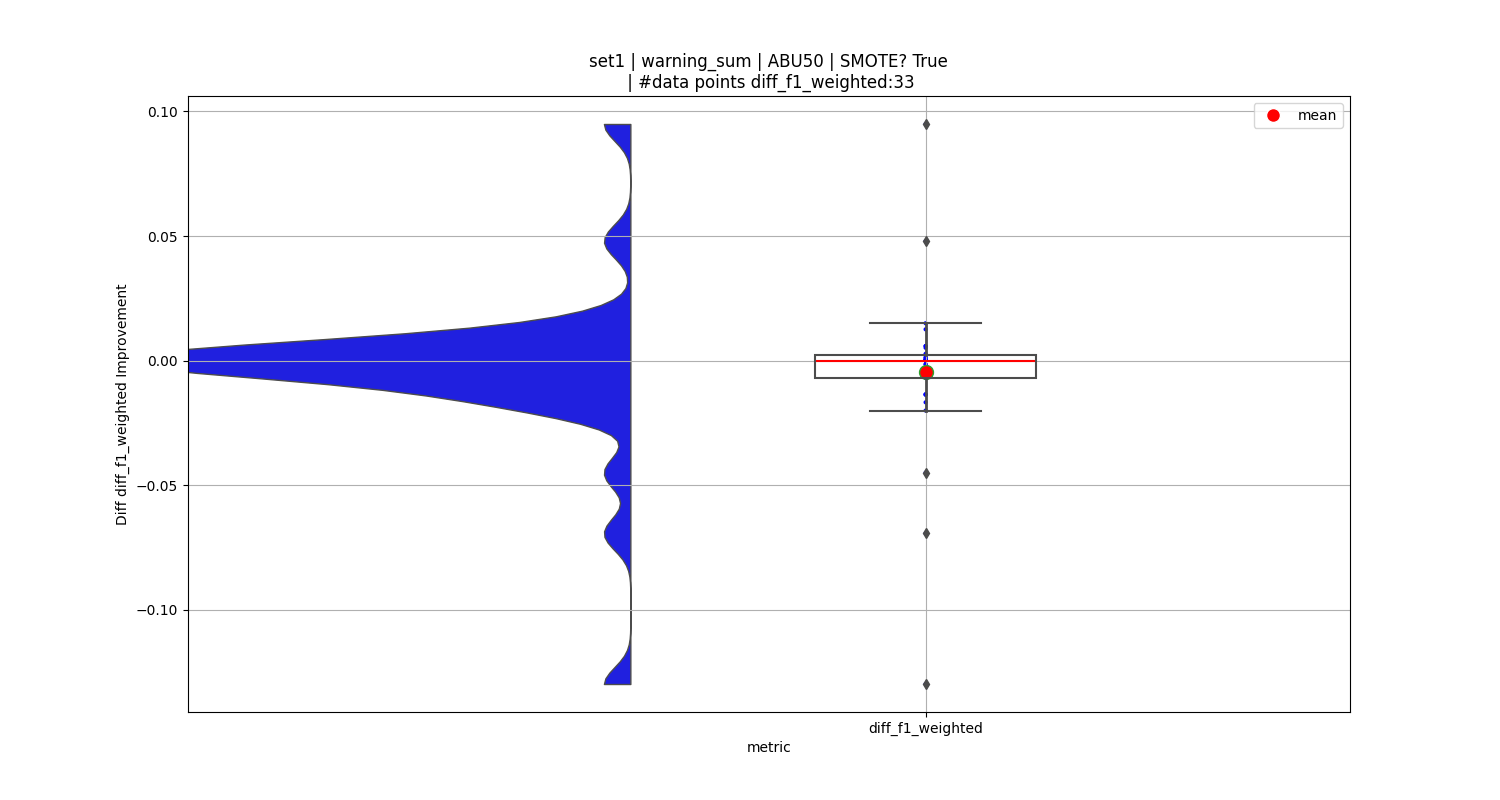 set1 | warning_sum | ABU50 | SMOTE? True
| #data points diff_f1_weighted:33
mean
0.10
0.05
0.00
−0.05
−0.10
Diff diff_f1_weighted Improvement
diff_f1_weighted
metric